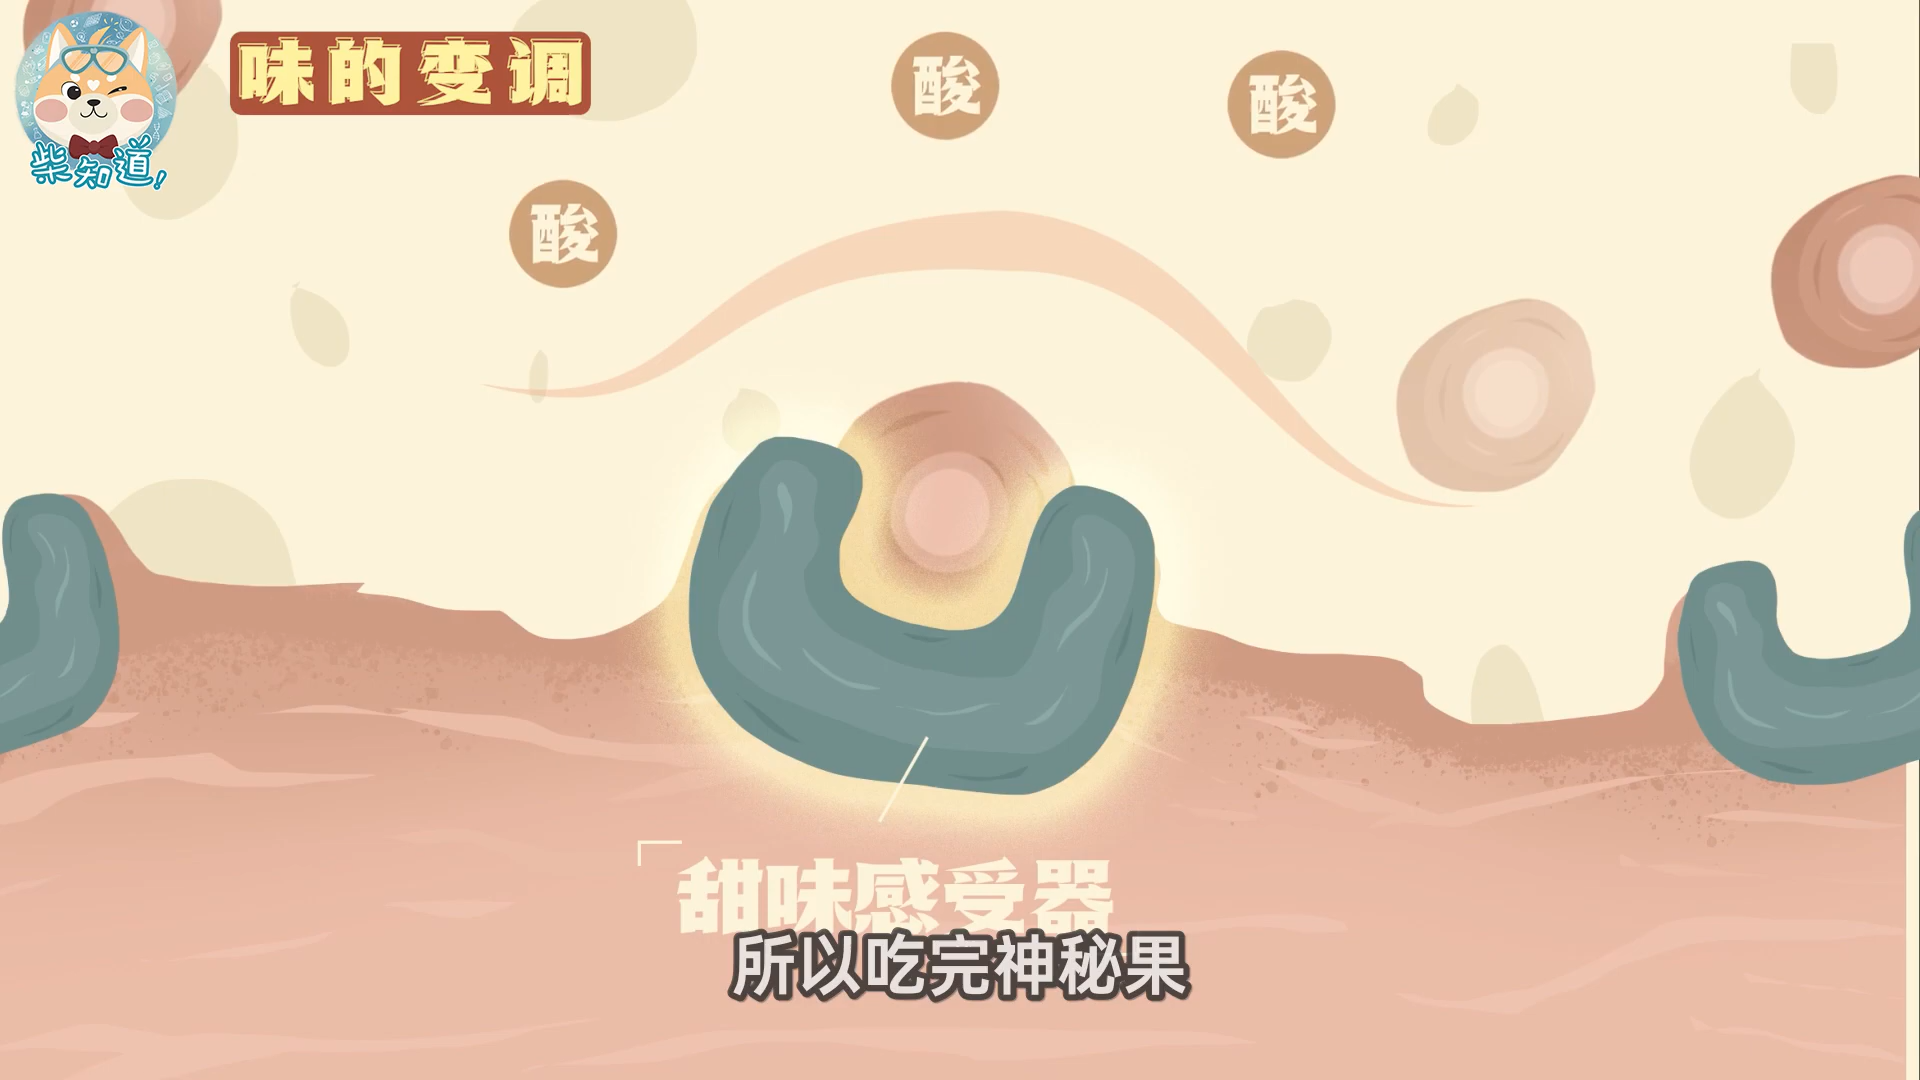 味的变调
柴知道!
酸
酸
酸
甜味感受器
所以吃完神秘果